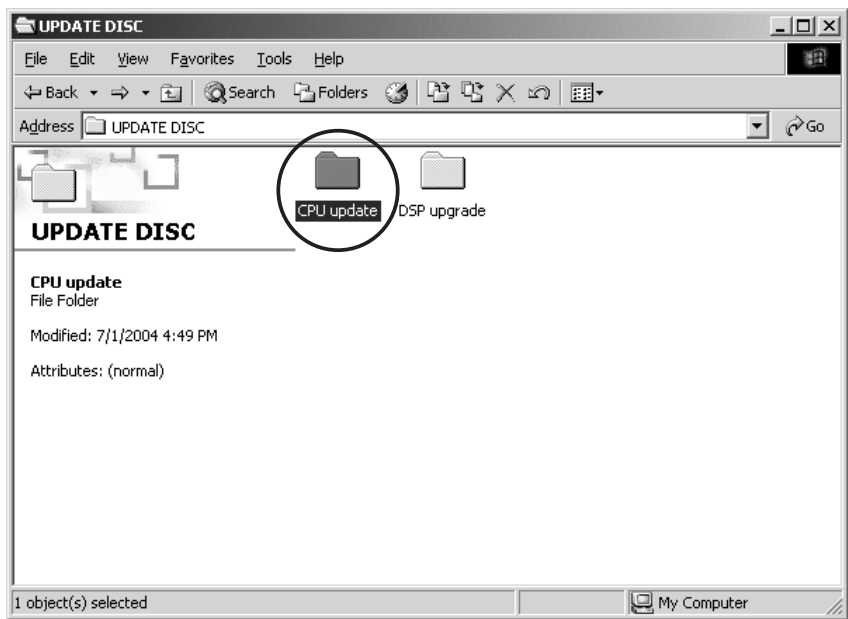 UPDATE DISC
File Edit View Favorites Tools Help
Back Search Folders
Address UPDATE DISC Go
CPU update DSP upgrade
UPDATE DISC
CPU update
File Folder
Modified: 7/1/2004 4:49 PM
Attributes: (normal)
1 object(s) selected My Computer